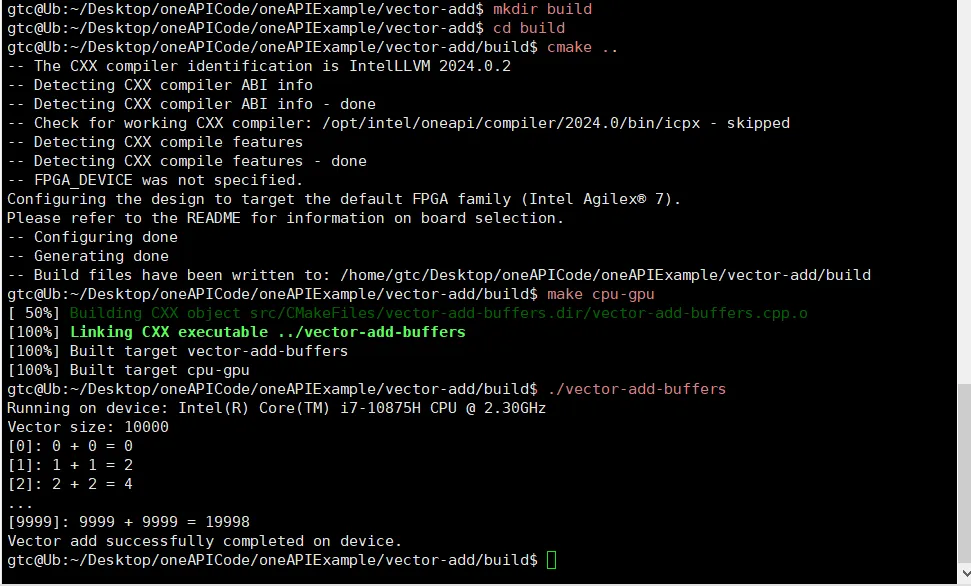 gtc@Ub:~/Desktop/oneAPICode/oneAPIExample/vector-add$ mkdir build
gtc@Ub:~/Desktop/oneAPICode/oneAPIExample/vector-add$ cd build
gtc@Ub:~/Desktop/oneAPICode/oneAPIExample/vector-add/build$ cmake ..
-- The CXX compiler identification is IntelLLVM 2024.0.2
-- Detecting CXX compiler ABI info
-- Detecting CXX compiler ABI info - done
-- Check for working CXX compiler: /opt/intel/oneapi/compiler/2024.0/bin/icpx - skipped
-- Detecting CXX compile features
-- Detecting CXX compile features - done
-- FPGA_DEVICE was not specified.
Configuring the design to target the default FPGA family (Intel Agilex® 7).
Please refer to the README for information on board selection.
-- Configuring done
-- Generating done
-- Build files have been written to: /home/gtc/Desktop/oneAPICode/oneAPIExample/vector-add/build
gtc@Ub:~/Desktop/oneAPICode/oneAPIExample/vector-add/build$ make cpu-gpu
[ 50%] Building CXX object src/CMakeFiles/vector-add-buffers.dir/vector-add-buffers.cpp.o
[100%] Linking CXX executable ../vector-add-buffers
[100%] Built target vector-add-buffers
[100%] Built target cpu-gpu
gtc@Ub:~/Desktop/oneAPICode/oneAPIExample/vector-add/build$ ./vector-add-buffers
Running on device: Intel(R) Core(TM) i7-10875H CPU @ 2.30GHz
Vector size: 10000
[0]: 0 + 0 = 0
[1]: 1 + 1 = 2
[2]: 2 + 2 = 4
...
[9999]: 9999 + 9999 = 19998
Vector add successfully completed on device.
gtc@Ub:~/Desktop/oneAPICode/oneAPIExample/vector-add/build$